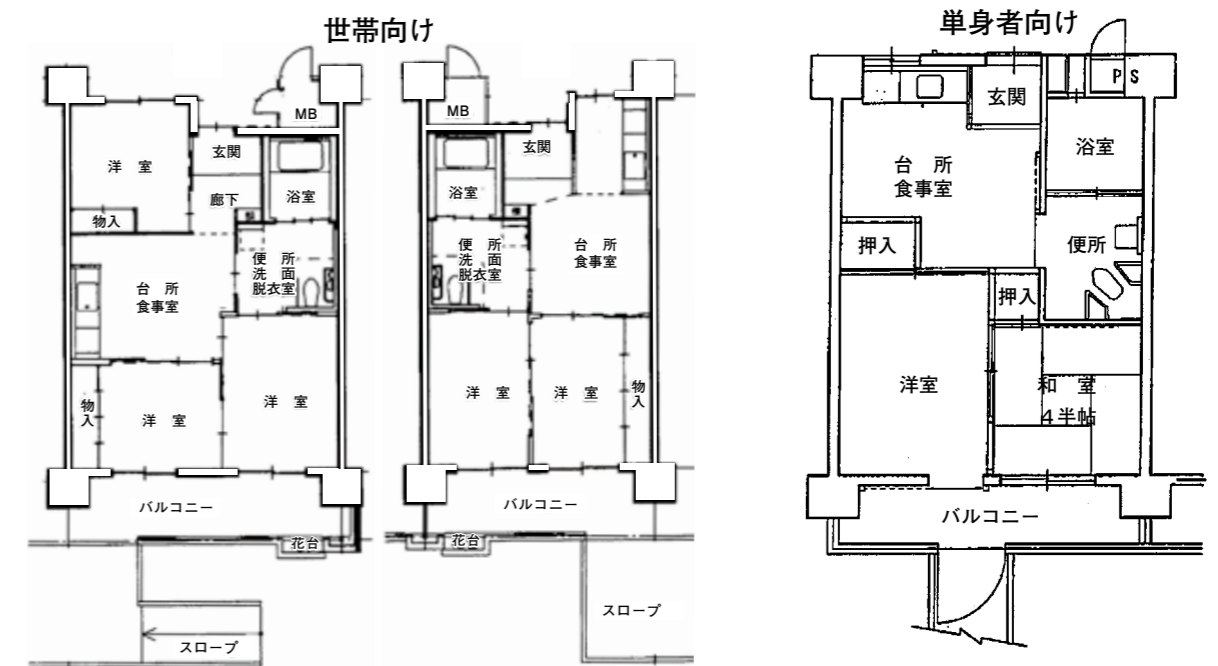 世帯向け
MB
洋 室
玄関
廊下
浴室
物入
便 所
洗 面
脱衣室
台 所
食事室
物入
洋 室
洋 室
バルコニー
花台
スロープ
MB
玄関
浴室
便 所
洗 面
脱衣室
台 所
食事室
洋 室
洋 室
物入
バルコニー
花台
スロープ
単身者向け
PS
玄関
浴室
台 所
食事室
押入
便所
押入
洋室
和 室
4半帖
バルコニー